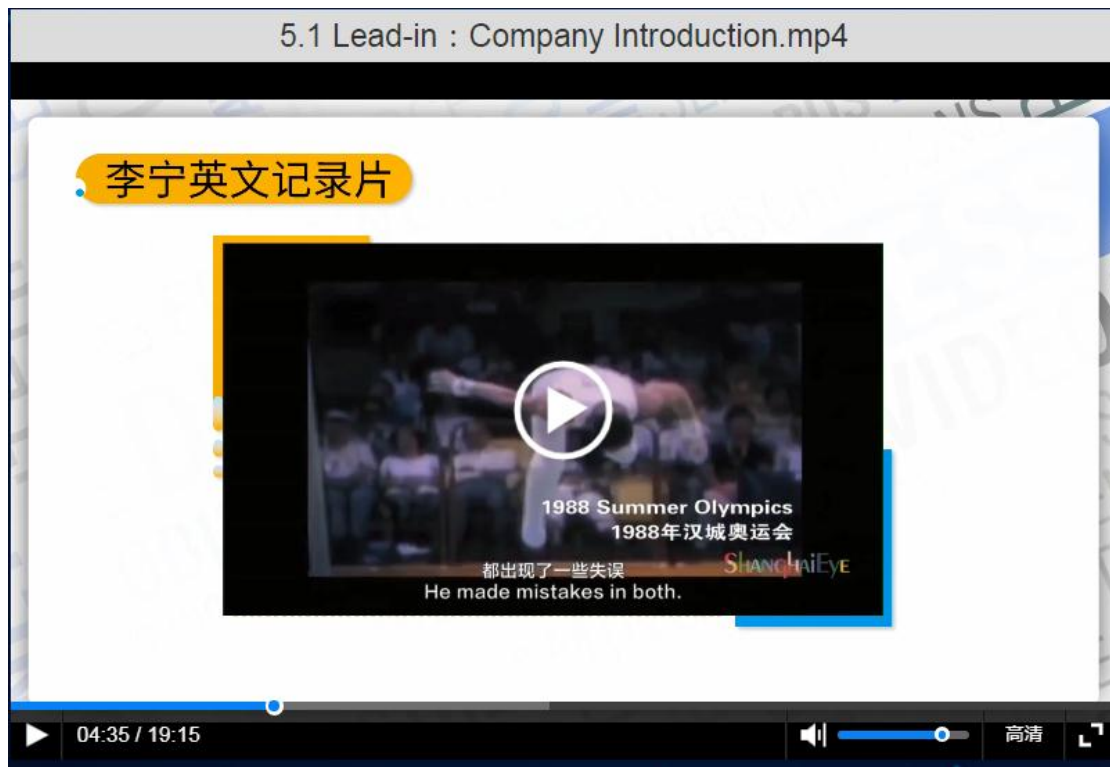 5.1 Lead-in：Company Introduction.mp4
李宁英文记录片
1988 Summer Olympics
1988年汉城奥运会
SHANGHAIEYE
都出现了一些失误
He made mistakes in both.
04:35 / 19:15
高清